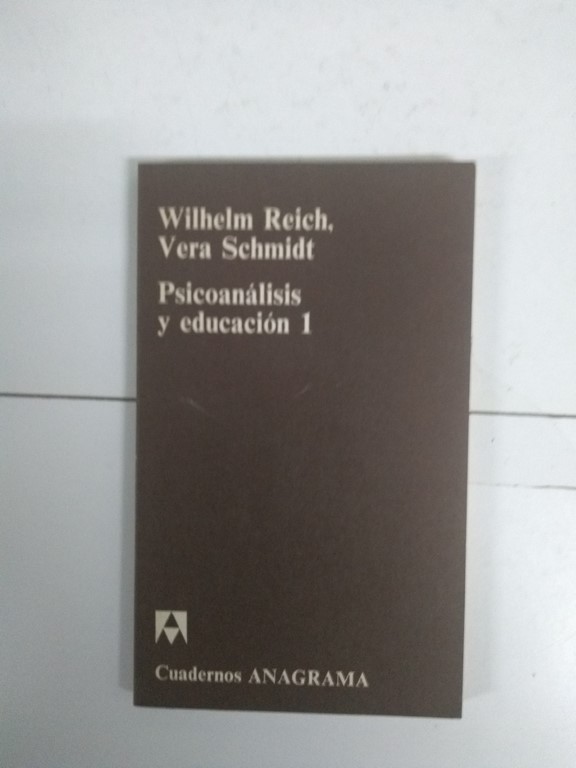 Wilhelm Reich,
Vera Schmidt
Psicoanálisis
y educación 1
Cuadernos ANAGRAMA